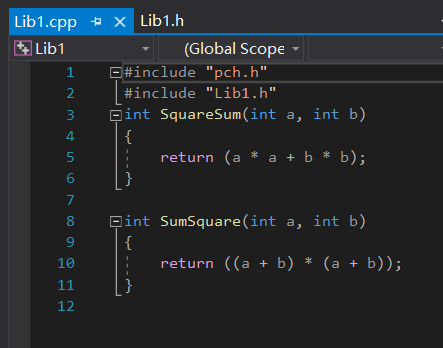 Lib1.cpp Lib1.h
Lib1 (Global Scope
1 #include "pch.h"
2 #include "Lib1.h"
3 int SquareSum(int a, int b)
4 {
5 return (a * a + b * b);
6 }
7
8 int SumSquare(int a, int b)
9 {
10 return ((a + b) * (a + b));
11 }
12